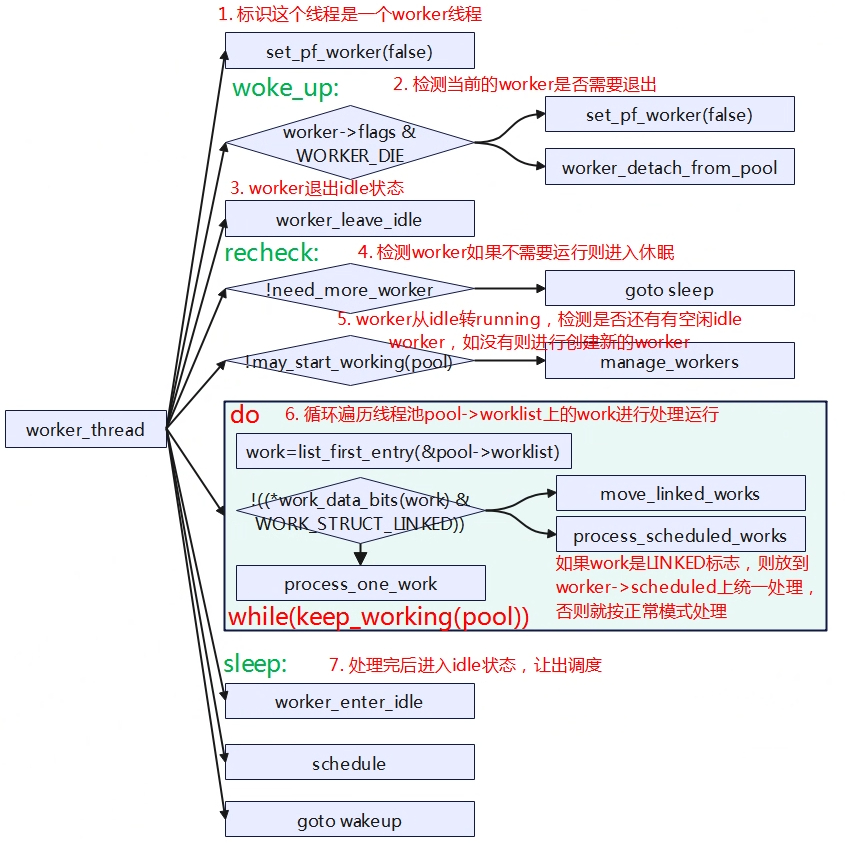 1. 标识这个线程是一个worker线程
set_pf_worker(false)
woke_up:
2. 检测当前的worker是否需要退出
worker->flags &
WORKER_DIE
set_pf_worker(false)
worker_detach_from_pool
3. worker退出idle状态
worker_leave_idle
recheck:
4. 检测worker如果不需要运行则进入休眠
!need_more_worker
goto sleep
5. worker从idle转running，检测是否还有有空闲idle
worker，如没有则进行创建新的worker
!may_start_working(pool)
manage_workers
worker_thread
do
6. 循环遍历线程池pool->worklist上的work进行处理运行
work=list_first_entry(&pool->worklist)
!((*work_data_bits(work) &
WORK_STRUCT_LINKED))
move_linked_works
process_scheduled_works
process_one_work
如果work是LINKED标志，则放到
worker->scheduled上统一处理，
否则就按正常模式处理
while(keep_working(pool))
sleep:
7. 处理完后进入idle状态，让出调度
worker_enter_idle
schedule
goto wakeup